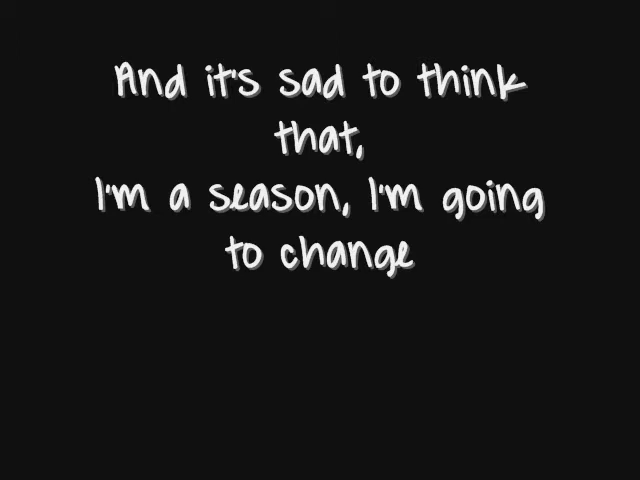 And it's sad to think
that,
I'm a season, I'm going
to change